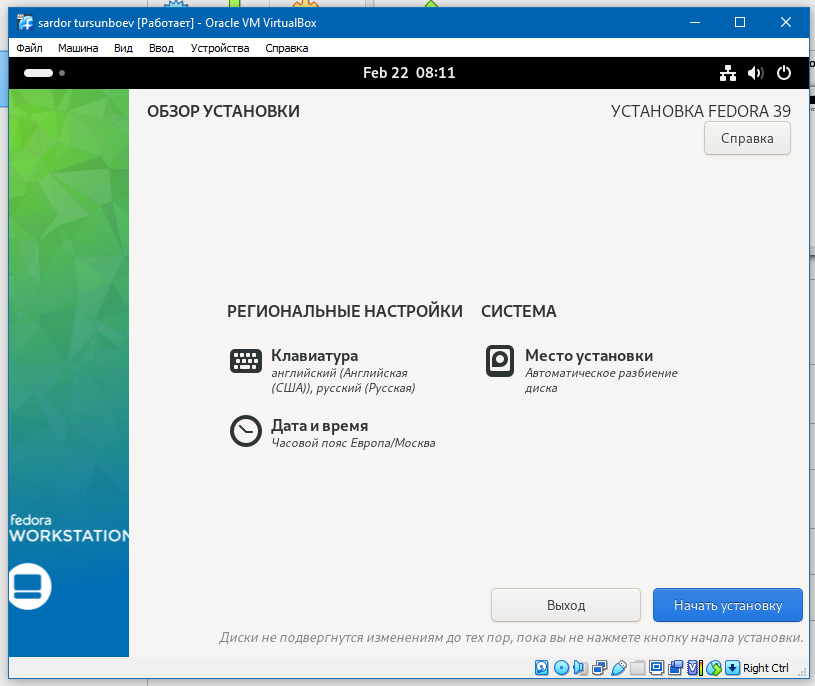 sardor tursunboev [Работает] - Oracle VM VirtualBox
Файл Машина Вид Ввод Устройства Справка
Feb 22 08:11
ОБЗОР УСТАНОВКИ
УСТАНОВКА FEDORA 39
Справка
РЕГИОНАЛЬНЫЕ НАСТРОЙКИ
СИСТЕМА
Клавиатура
английский (Английская
(США)), русский (Русская)
Место установки
Автоматическое разбиение
диска
Дата и время
Часовой пояс Европа/Москва
fedora
WORKSTATION
Выход
Начать установку
Диски не подвергнутся изменениям до тех пор, пока вы не нажмете кнопку начала установки.
Right Ctrl